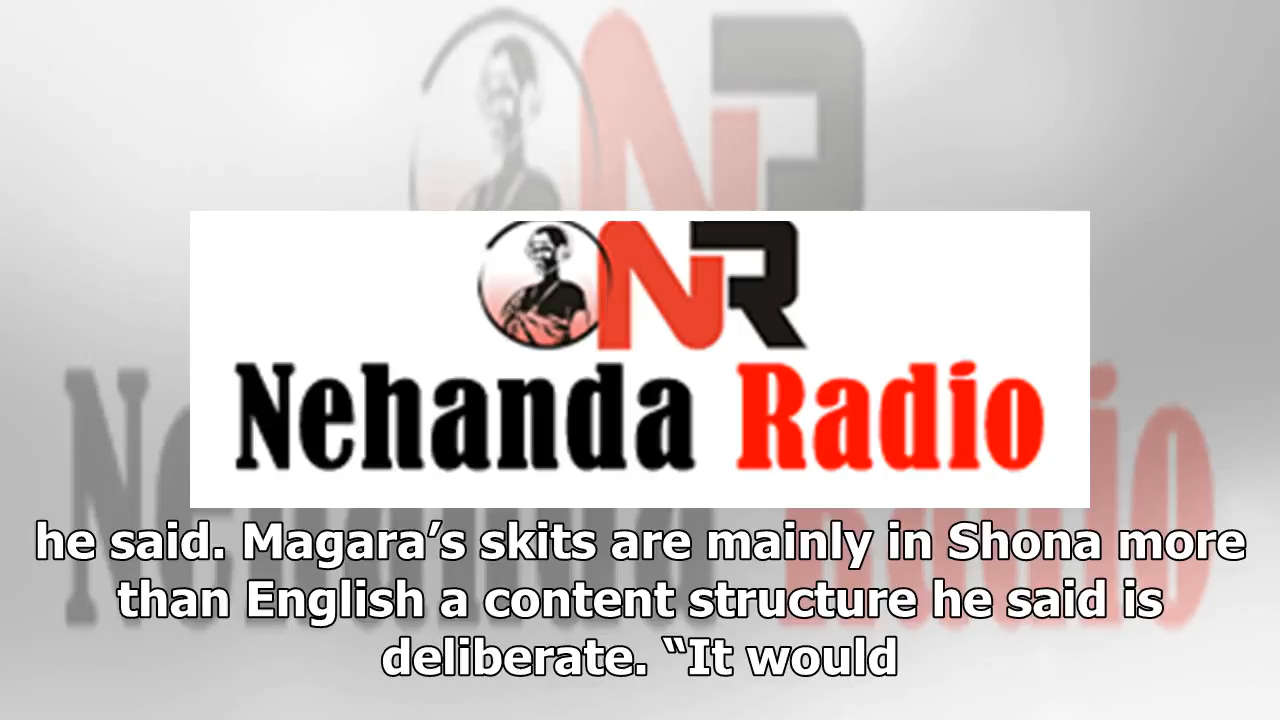 NR
Nehanda Radio
he said. Magara’s skits are mainly in Shona more
than English a content structure he said is
deliberate. “It would